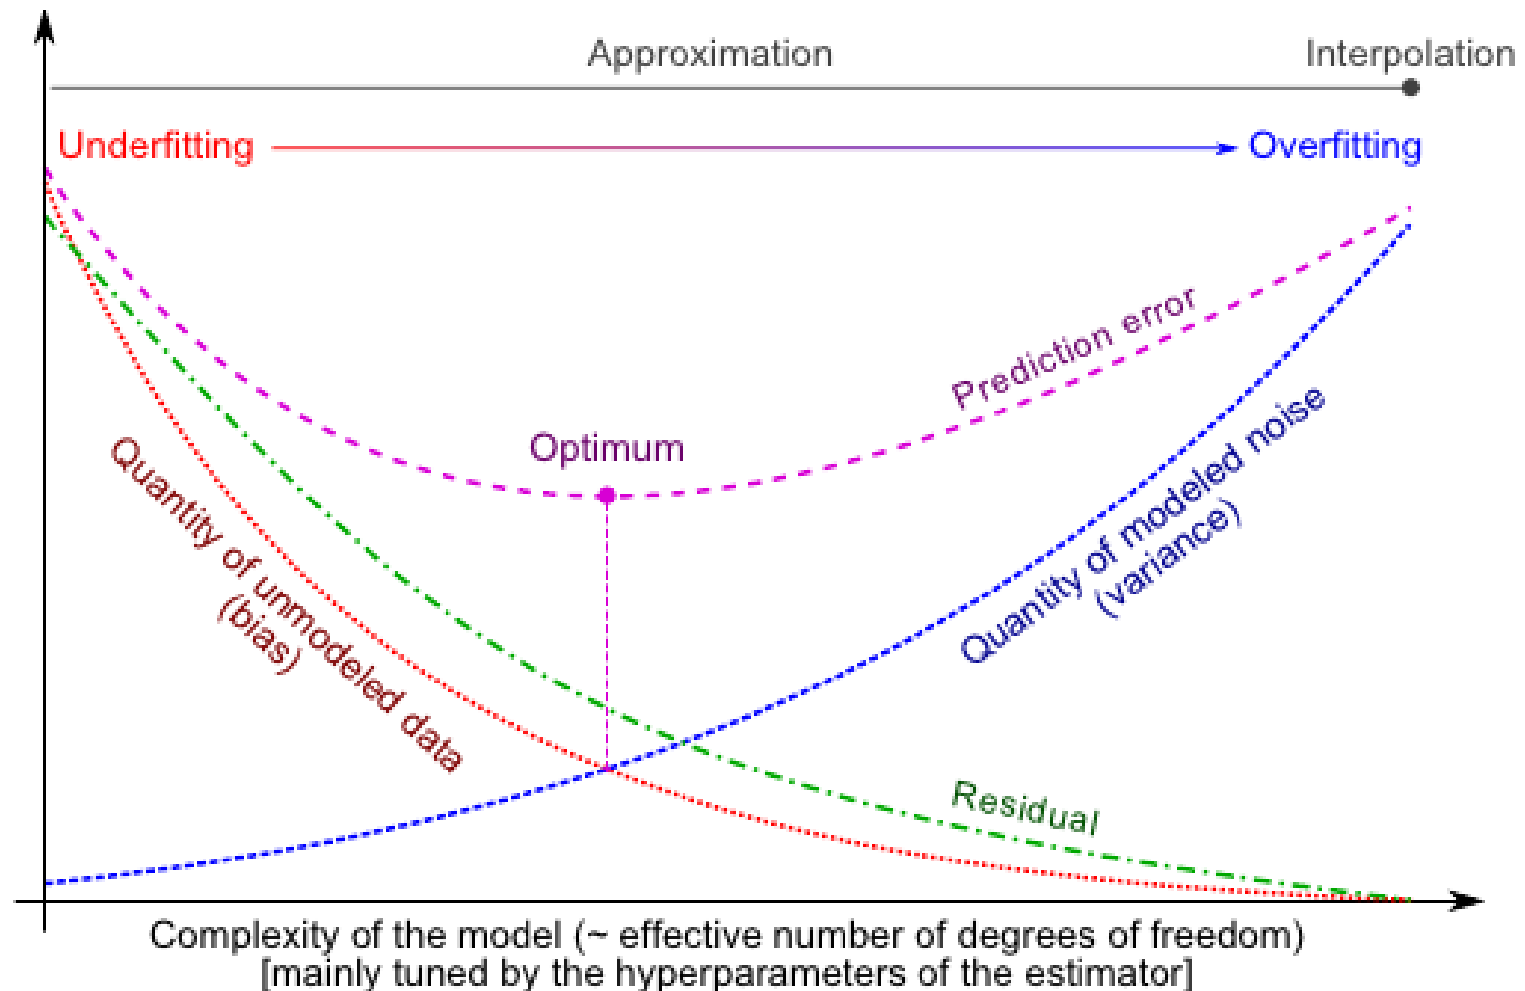 Approximation
Interpolation
Underfitting
Overfitting
Prediction error
Optimum
Quantity of unmodeled data
(bias)
Quantity of modeled noise
(variance)
Residual
Complexity of the model (~ effective number of degrees of freedom)
[mainly tuned by the hyperparameters of the estimator]